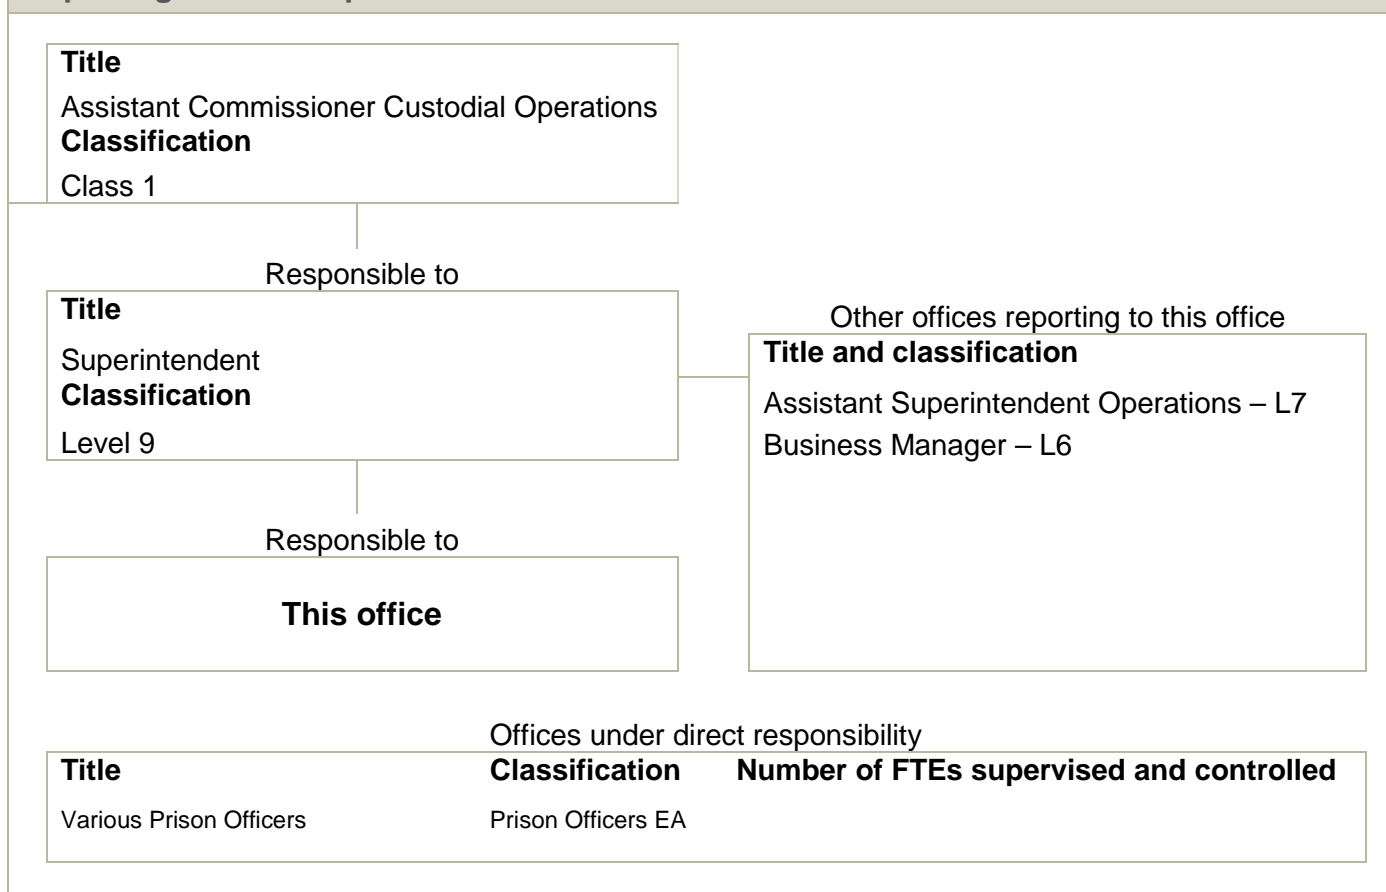 Title
Assistant Commissioner Custodial Operations
Classification
Class 1
Responsible to
Title
Superintendent
Classification
Level 9
Other offices reporting to this office
Title and classification
Assistant Superintendent Operations – L7
Business Manager – L6
Responsible to
This office
Offices under direct responsibility
Title Classification Number of FTEs supervised and controlled
Various Prison Officers Prison Officers EA